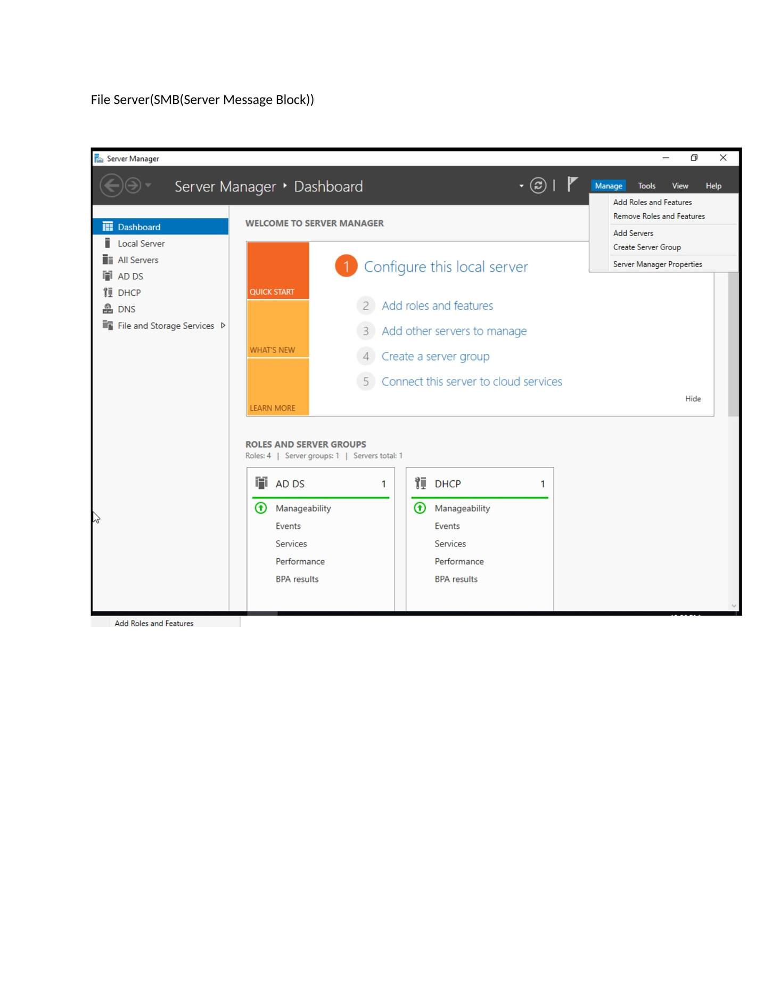 File Server(SMB(Server Message Block))
Server Manager
Server Manager ‣ Dashboard
Manage Tools View Help
Add Roles and Features
Remove Roles and Features
Add Servers
Create Server Group
Server Manager Properties
Dashboard
Local Server
All Servers
AD DS
DHCP
DNS
File and Storage Services
WELCOME TO SERVER MANAGER
QUICK START
WHAT'S NEW
LEARN MORE
1 Configure this local server
2 Add roles and features
3 Add other servers to manage
4 Create a server group
5 Connect this server to cloud services
Hide
ROLES AND SERVER GROUPS
Roles: 4 | Server groups: 1 | Servers total: 1
AD DS 1
Manageability
Events
Services
Performance
BPA results
DHCP 1
Manageability
Events
Services
Performance
BPA results
Add Roles and Features